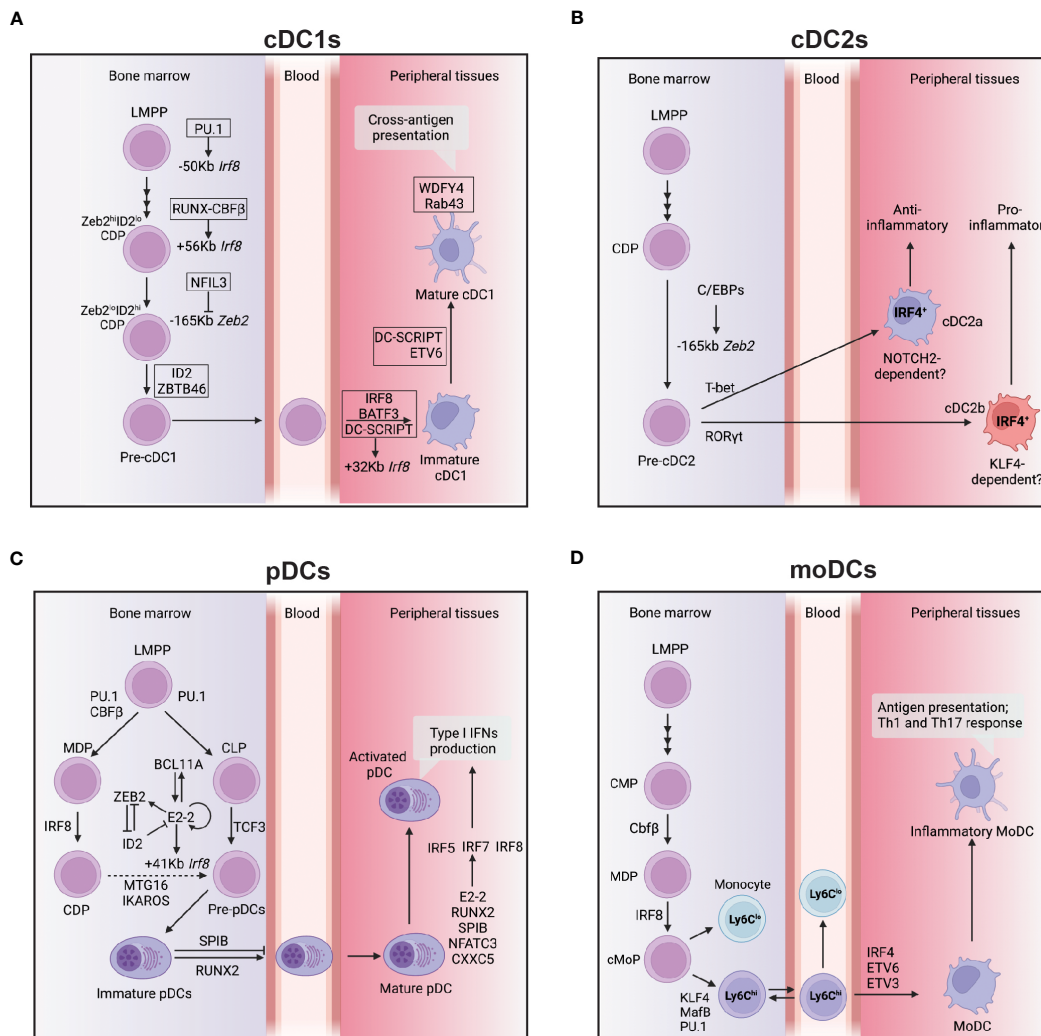 A
cDC1s
Bone marrow
Blood
Peripheral tissues
LMPP
PU.1
-50Kb Irf8
Cross-antigen
presentation
WDFY4
Rab43
Zeb2hiID2lo
CDP
RUNX-CBFβ
+56Kb Irf8
NFIL3
-165Kb Zeb2
Mature cDC1
Zeb2loID2hi
CDP
DC-SCRIPT
ETV6
ID2
ZBTB46
IRF8
BATF3
DC-SCRIPT
+32Kb Irf8
Pre-cDC1
Immature
cDC1
B
cDC2s
Bone marrow
Blood
Peripheral tissues
LMPP
CDP
Anti-
inflammatory
Pro-
inflammator
C/EBPs
-165kb Zeb2
IRF4+
cDC2a
NOTCH2-
dependent?
T-bet
RORγt
cDC2b
IRF4+
Pre-cDC2
KLF4-
dependent?
C
pDCs
Bone marrow
Blood
Peripheral tissues
LMPP
PU.1
CBFβ
PU.1
MDP
CLP
BCL11A
ZEB2
E2-2
ID2
IRF8
TCF3
+41Kb Irf8
MTG16
IKAROS
CDP
Pre-pDCs
SPIB
RUNX2
Immature pDCs
Type I IFNs
production
Activated
pDC
IRF5
IRF7
IRF8
E2-2
RUNX2
SPIB
NFATC3
CXXC5
Mature pDC
D
moDCs
Bone marrow
Blood
Peripheral tissues
LMPP
CMP
Cbfβ
MDP
IRF8
cMoP
Monocyte
Ly6Clo
Ly6Clo
KLF4
MafB
PU.1
Ly6Chi
Ly6Chi
IRF4
ETV6
ETV3
Antigen presentation;
Th1 and Th17 response
Inflammatory MoDC
MoDC